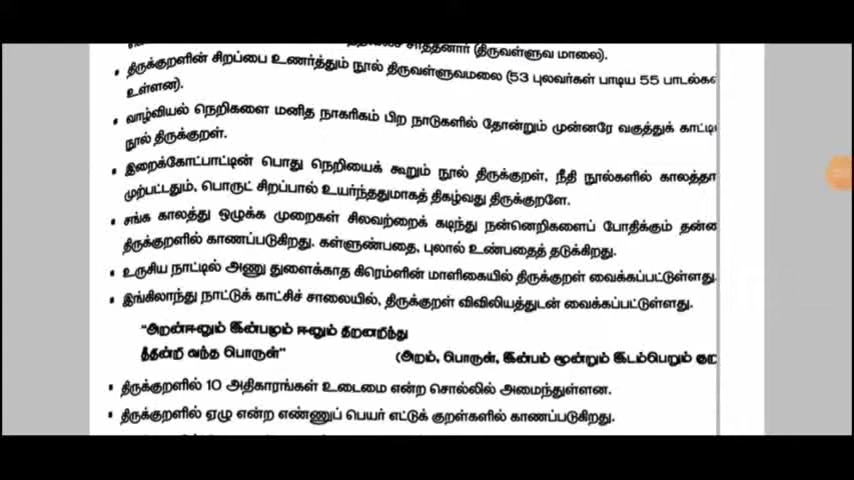 சாத்தனார் (திருவள்ளுவ மாலை).
• திருக்குறளின் சிறப்பை உணர்த்தும் நூல் திருவள்ளுவமலை (53 புலவர்கள் பாடிய 55 பாடல்கள்
உள்ளன).
• வாழ்வியல் நெறிகளை மனித நாகரிகம் பிற நாடுகளில் தோன்றும் முன்னரே வகுத்துக்
நூல் திருக்குறள்.
• இறைக்கோட்பாட்டின் பொது நெறியைக் கூறும் நூல் திருக்குறள், நீதி நூல்களில் காலத்தா
முற்பட்டதும், பொருட் சிறப்பால் உயர்ந்ததுமாகத் திகழ்வது திருக்குறளே.
• சங்க காலத்து ஒழுக்க முறைகள் சிலவற்றைக் கடிந்து நன்னெறிகளைப் போதிக்கும்
திருக்குறளில் காணப்படுகிறது. கள்ளுண்பதை, புலால் உண்பதைத் தடுக்கிறது.
• உருசிய நாட்டில் அணு துளைக்காத கிரெம்ளின் மாளிகையில் திருக்குறள் வைக்கப்பட்டுள்ளது.
• இங்கிலாந்து நாட்டுக் காட்சிச் சாலையில், திருக்குறள் விவிலியத்துடன் வைக்கப்பட்டுள்ளது.
“அறன்ஈனும் இன்பமும் ஈனும் திறனறிந்து
தீதின்றி வந்த பொருள்” (அறம், பொருள், இன்பம் மூன்றும் இடம்பெறும்
• திருக்குறளில் 10 அதிகாரங்கள் உடைமை என்ற சொல்லில் அமைந்துள்ளன.
• திருக்குறளில் ஏழு என்ற எண்ணுப் பெயர் எட்டுக் குறள்களில் காணப்படுகிறது.